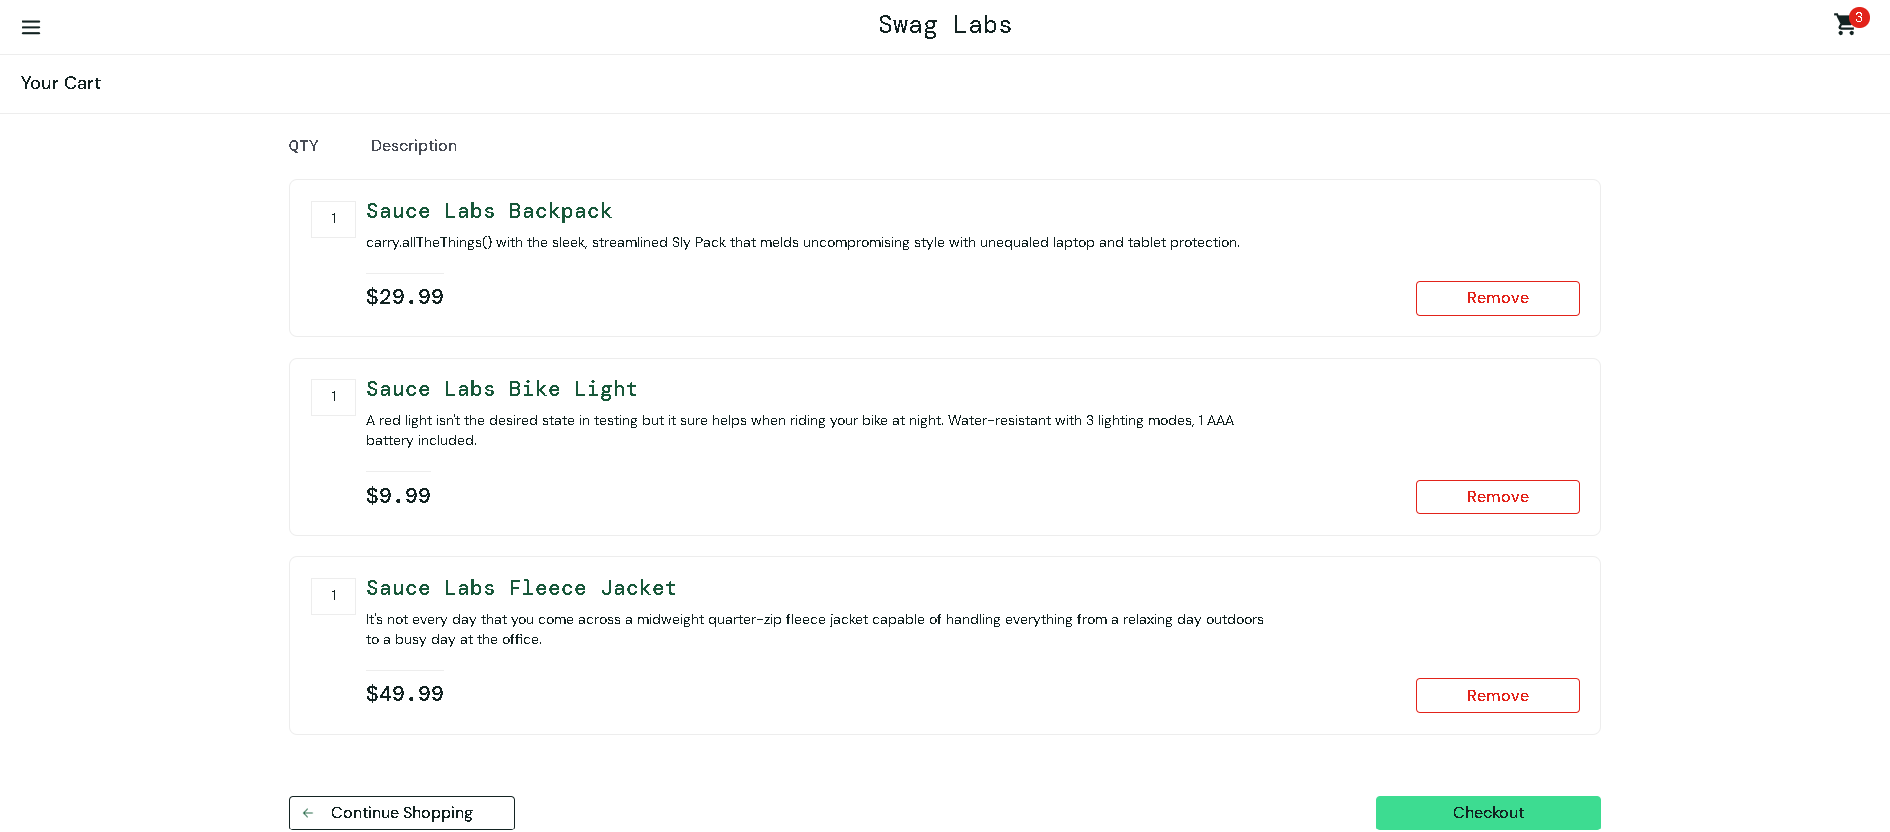 Swag Labs
3
Your Cart
QTY Description
1 Sauce Labs Backpack
carry.allTheThings() with the sleek, streamlined Sly Pack that melds uncompromising style with unequaled laptop and tablet protection.
$29.99 Remove
1 Sauce Labs Bike Light
A red light isn't the desired state in testing but it sure helps when riding your bike at night. Water-resistant with 3 lighting modes, 1 AAA
battery included.
$9.99 Remove
1 Sauce Labs Fleece Jacket
It's not every day that you come across a midweight quarter-zip fleece jacket capable of handling everything from a relaxing day outdoors
to a busy day at the office.
$49.99 Remove
Continue Shopping Checkout